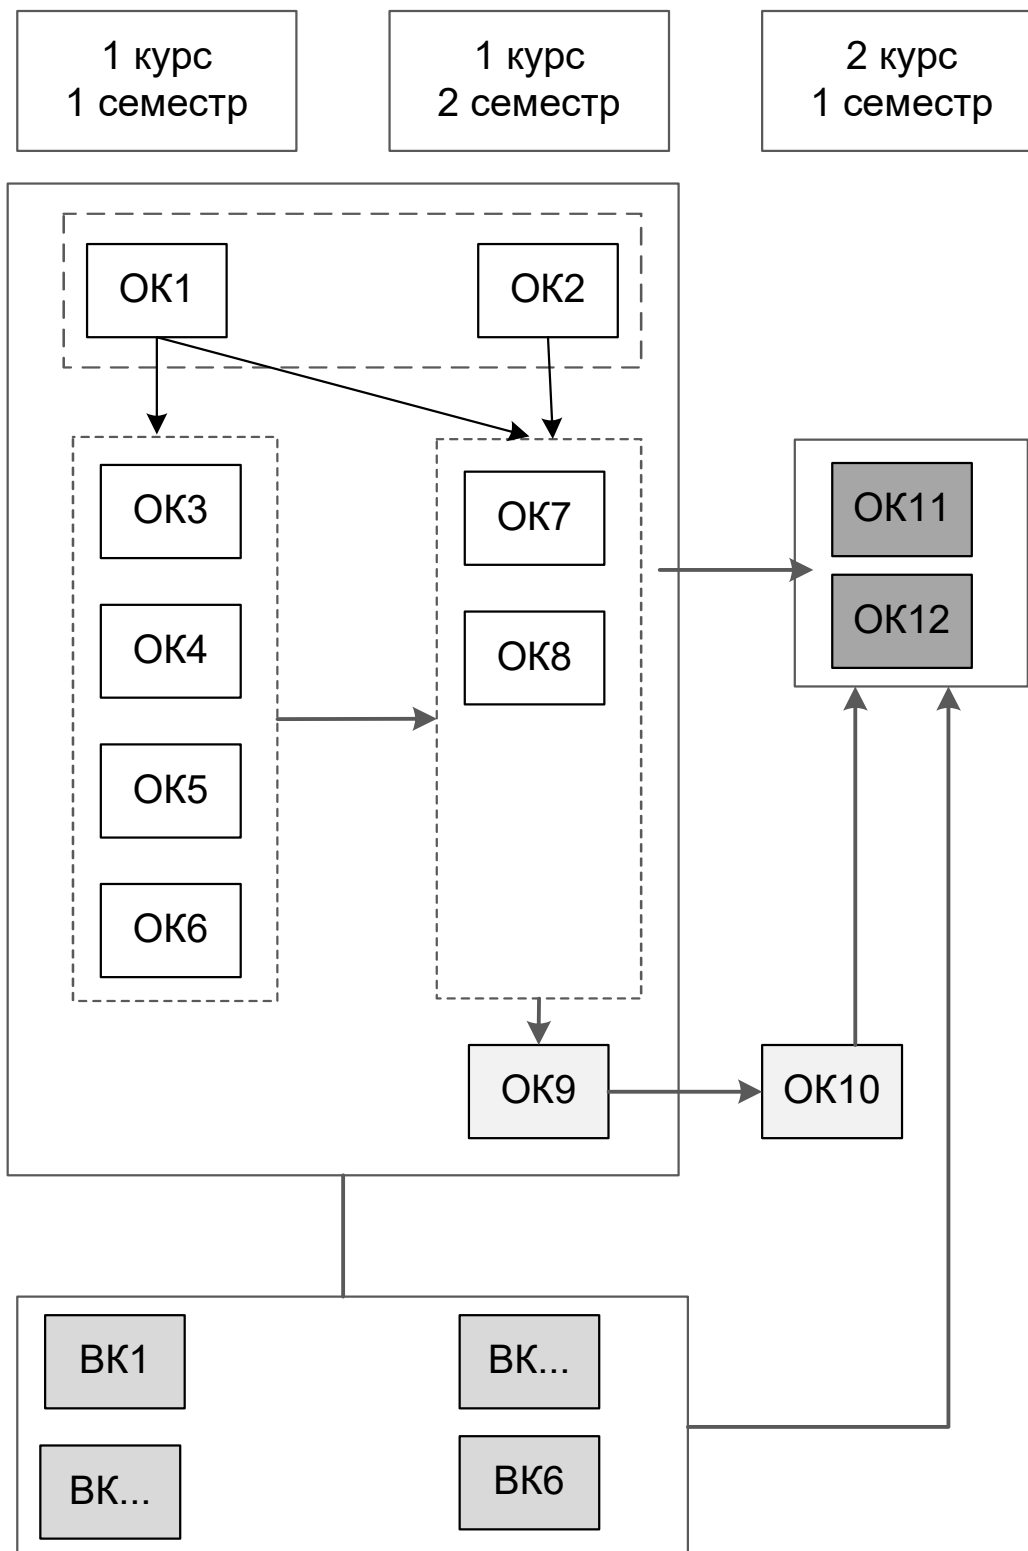 1 курс
1 семестр
1 курс
2 семестр
2 курс
1 семестр
ОК1
ОК2
ОК3
ОК7
ОК11
ОК4
ОК8
ОК12
ОК5
ОК6
ОК9
ОК10
ВК1
ВК...
ВК...
ВК6